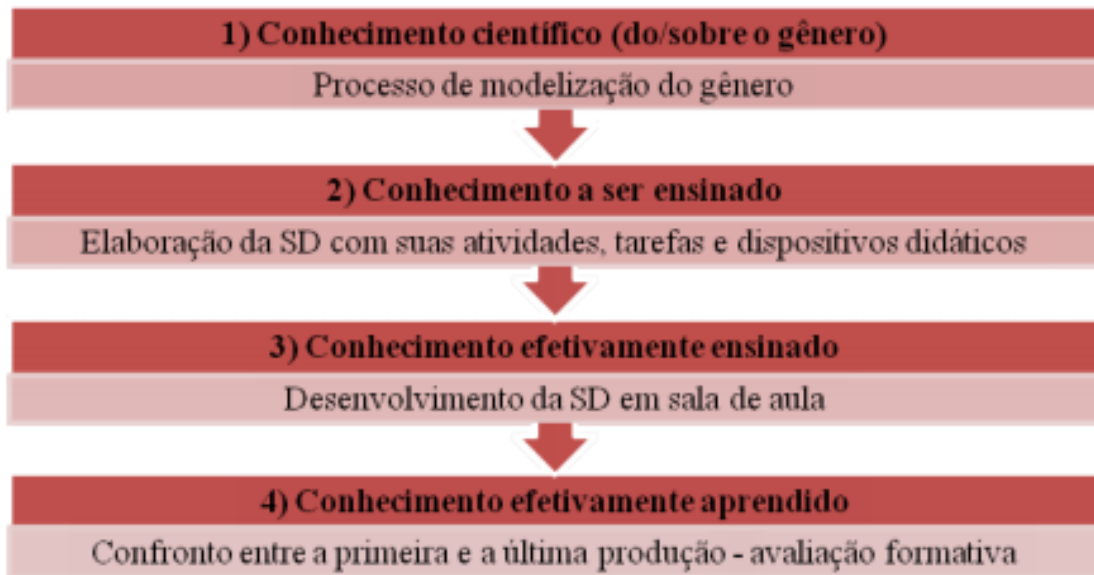 1) Conhecimento científico (do/sobre o gênero)
Processo de modelização do gênero
2) Conhecimento a ser ensinado
Elaboração da SD com suas atividades, tarefas e dispositivos didáticos
3) Conhecimento efetivamente ensinado
Desenvolvimento da SD em sala de aula
4) Conhecimento efetivamente aprendido
Confronto entre a primeira e a última produção - avaliação formativa